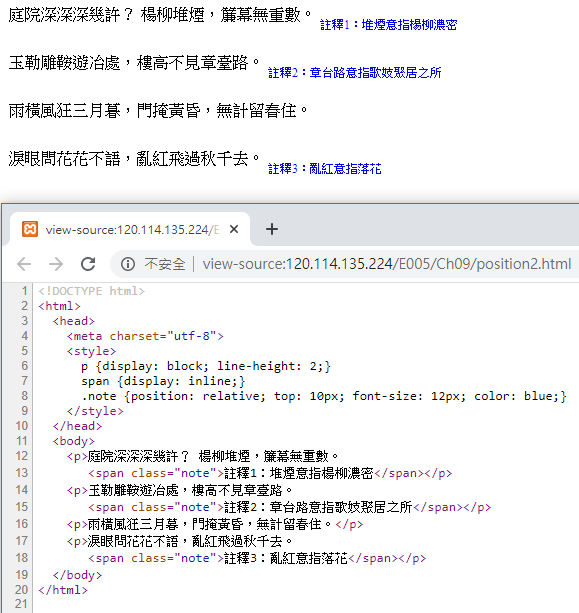 庭院深深深幾許？ 楊柳堆煙，簾幕無重數。 註釋1：堆煙意指楊柳濃密
玉勒雕鞍遊冶處，樓高不見章臺路。 註釋2：章台路意指歌妓聚居之所
雨橫風狂三月暮，門掩黃昏，無計留春住。
淚眼問花花不語，亂紅飛過秋千去。 註釋3：亂紅意指落花
view-source:120.114.135.224/E
不安全 | view-source:120.114.135.224/E005/Ch09/position2.html
1 <!DOCTYPE html>
2 <html>
3 <head>
4 <meta charset="utf-8">
5 <style>
6 p {display: block; line-height: 2;}
7 span {display: inline;}
8 .note {position: relative; top: 10px; font-size: 12px; color: blue;}
9 </style>
10 </head>
11 <body>
12 <p>庭院深深深幾許？ 楊柳堆煙，簾幕無重數。
13 <span class="note">註釋1：堆煙意指楊柳濃密</span></p>
14 <p>玉勒雕鞍遊冶處，樓高不見章臺路。
15 <span class="note">註釋2：章台路意指歌妓聚居之所</span></p>
16 <p>雨橫風狂三月暮，門掩黃昏，無計留春住。</p>
17 <p>淚眼問花花不語，亂紅飛過秋千去。
18 <span class="note">註釋3：亂紅意指落花</span></p>
19 </body>
20 </html>
21